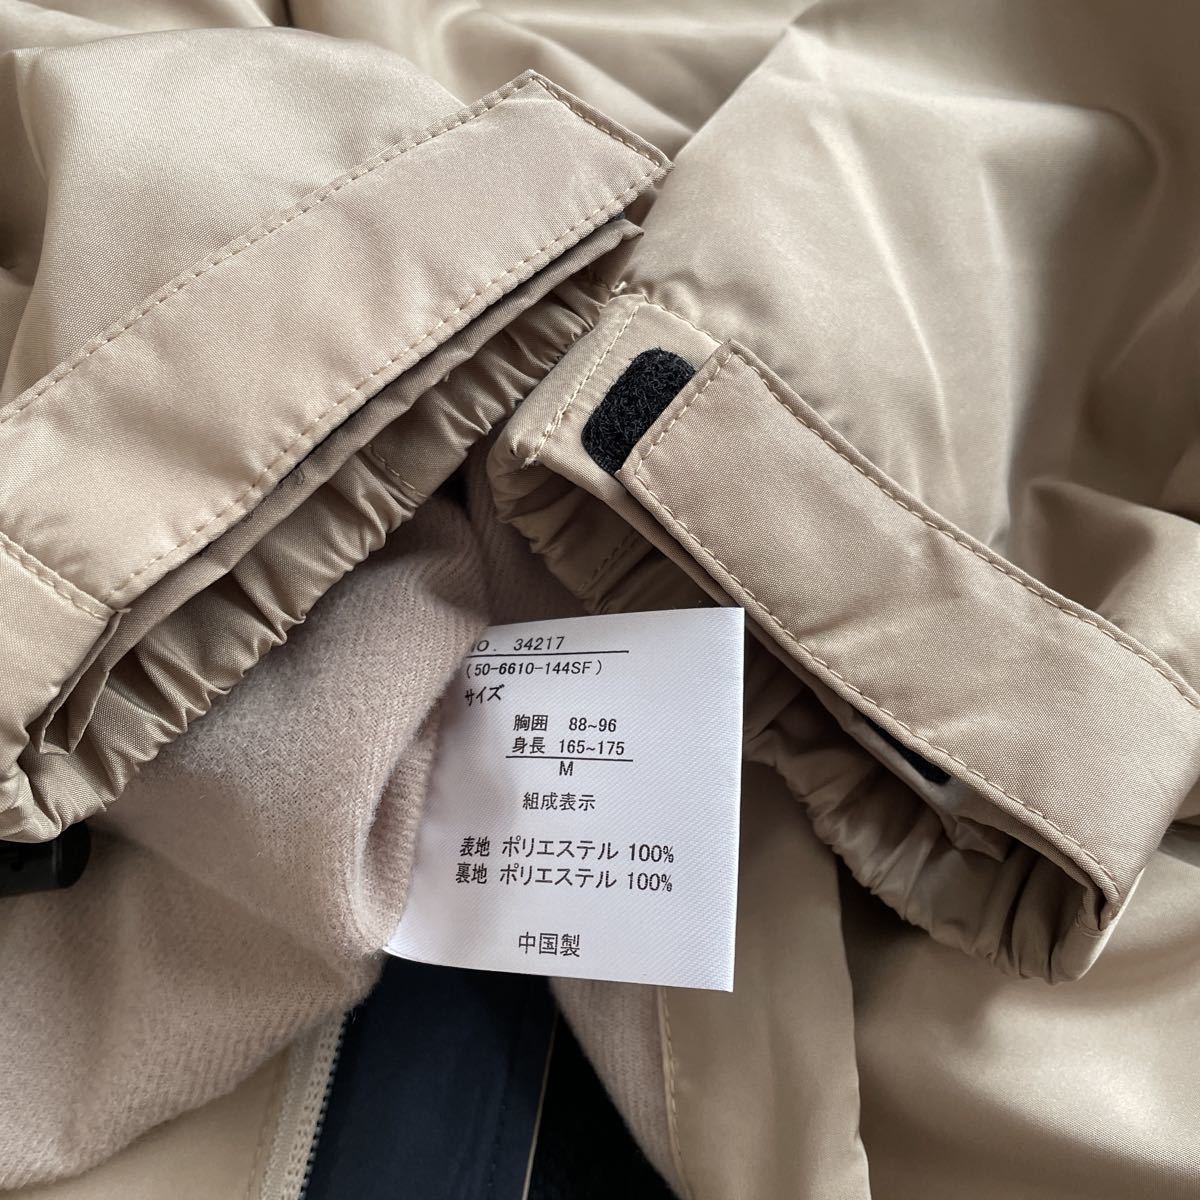 NO. 34217
(50-6610-144SF)
サイズ
胸囲 88~96
身長 165~175
M
組成表示
表地 ポリエステル 100%
裏地 ポリエステル 100%
中国製